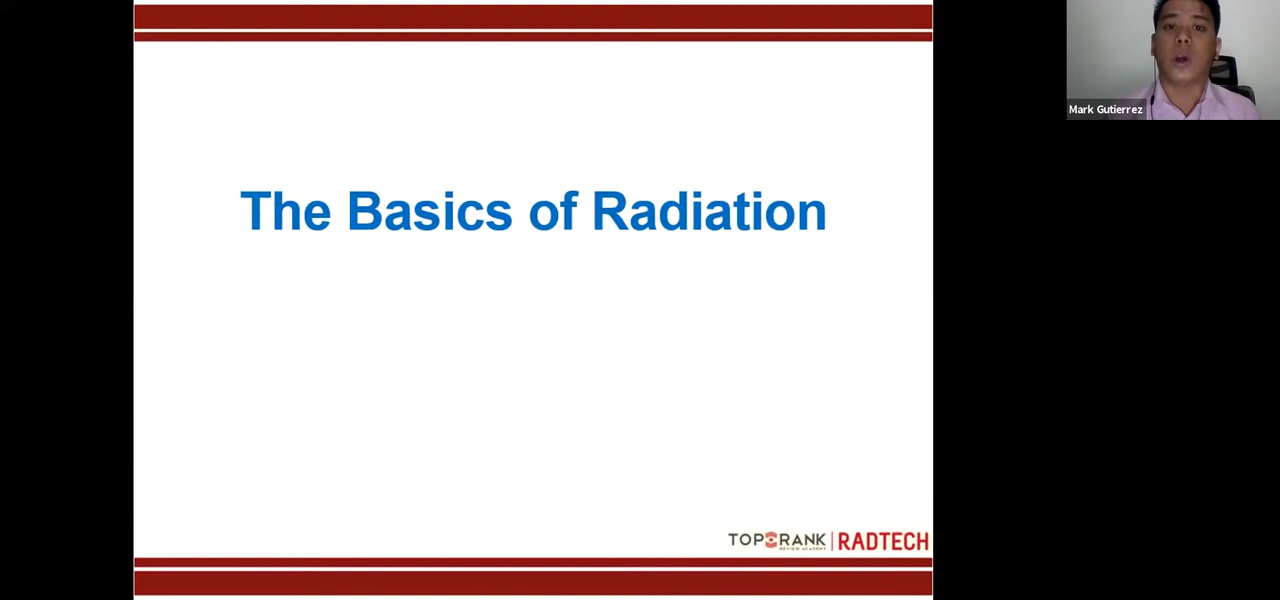 Mark Gutierrez
The Basics of Radiation
TOPRANK
REVIEW ACADEMY
RADTECH